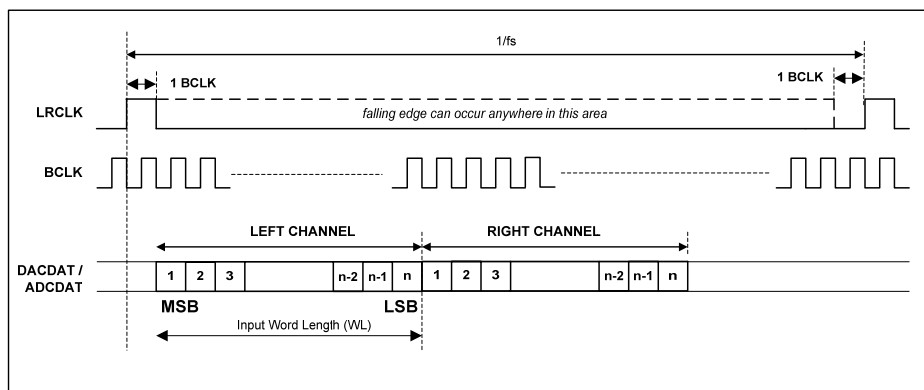 1/fs
1 BCLK
1 BCLK
LRCLK
falling edge can occur anywhere in this area
BCLK
LEFT CHANNEL
RIGHT CHANNEL
DACDAT /
ADCDAT
1 2 3 n-2 n-1 n 1 2 3 n-2 n-1 n
MSB
LSB
Input Word Length (WL)